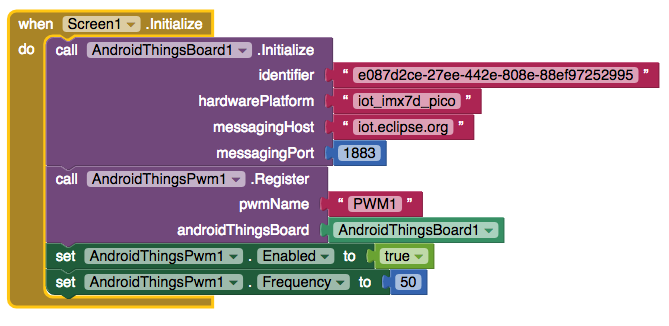 when Screen1 .Initialize
do call AndroidThingsBoard1 .Initialize
identifier " e087d2ce-27ee-442e-808e-88ef97252995 "
hardwarePlatform " iot_imx7d_pico "
messagingHost " iot.eclipse.org "
messagingPort 1883
call AndroidThingsPwm1 .Register
pwmName " PWM1 "
androidThingsBoard AndroidThingsBoard1
set AndroidThingsPwm1 . Enabled to true
set AndroidThingsPwm1 . Frequency to 50